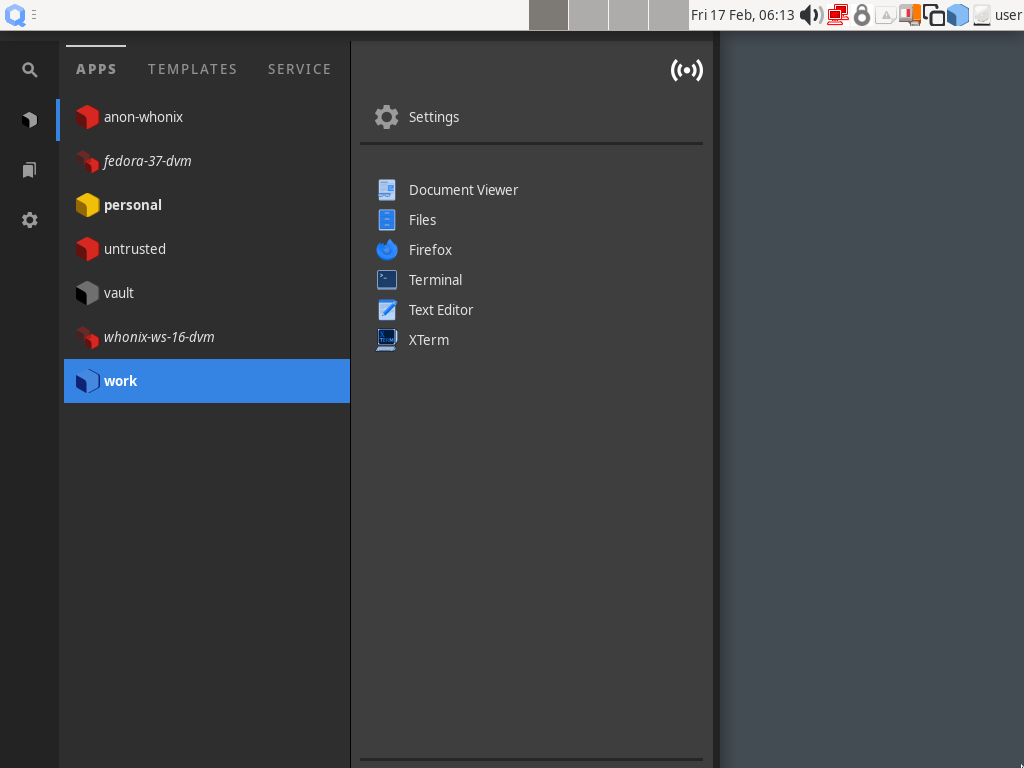 Fri 17 Feb, 06:13 user
APPS TEMPLATES SERVICE
anon-whonix
fedora-37-dvm
personal
untrusted
vault
whonix-ws-16-dvm
work
Settings
Document Viewer
Files
Firefox
Terminal
Text Editor
XTerm